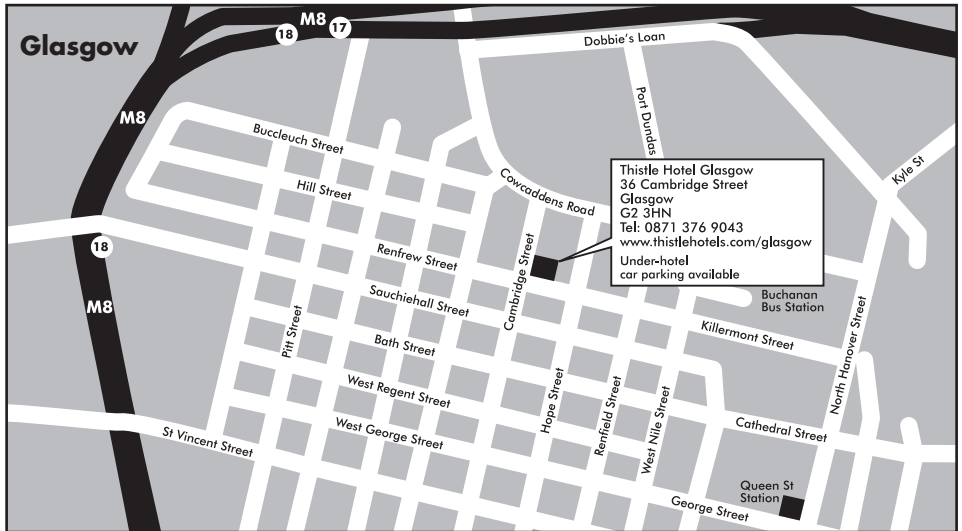 Glasgow
M8
18
17
Dobbie's Loan
M8
Port Dundas
Buccleuch Street
Kyle St
Thistle Hotel Glasgow
36 Cambridge Street
Glasgow
G2 3HN
Tel: 0871 376 9043
www.thistlehotels.com/glasgow
Under-hotel
car parking available
Hill Street
Cowcaddens Road
18
Renfrew Street
Cambridge Street
M8
Sauchiehall Street
Buchanan
Bus Station
Killermont Street
North Hanover Street
Pitt Street
Bath Street
West Regent Street
Hope Street
Renfield Street
West Nile Street
Cathedral Street
St Vincent Street
West George Street
Queen St
Station
George Street